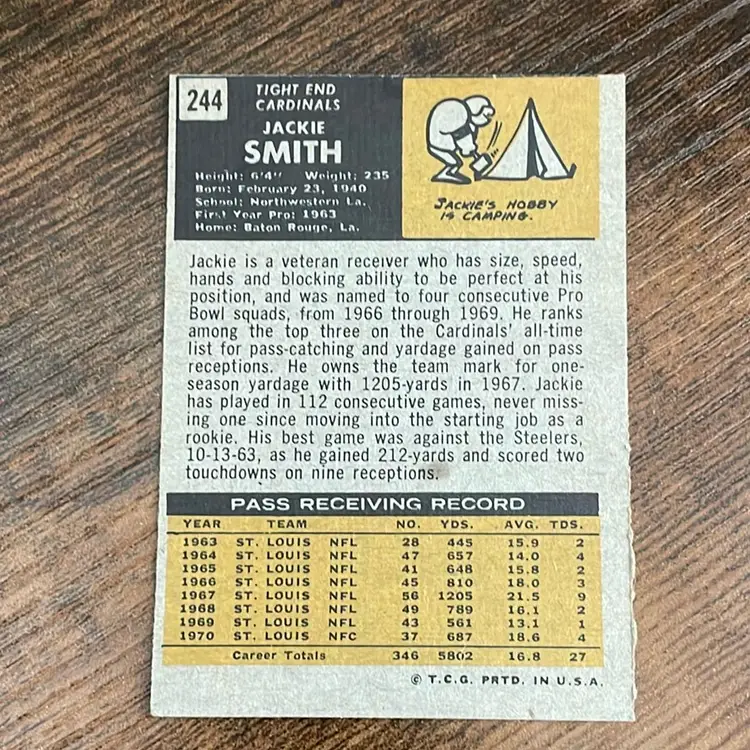 244
TIGHT END
CARDINALS
JACKIE
SMITH
Height: 6'4" Weight: 235
Born: February 23, 1940
School: Northwestern La.
First Year Pro: 1963
Home: Baton Rouge, La.
JACKIE'S HOBBY
IS CAMPING.
Jackie is a veteran receiver who has size, speed,
hands and blocking ability to be perfect at his
position, and was named to four consecutive Pro
Bowl squads, from 1966 through 1969. He ranks
among the top three on the Cardinals' all-time
list for pass-catching and yardage gained on pass
receptions. He owns the team mark for one-
season yardage with 1205-yards in 1967. Jackie
has played in 112 consecutive games, never miss-
ing one since moving into the starting job as a
rookie. His best game was against the Steelers,
10-13-63, as he gained 212-yards and scored two
touchdowns on nine receptions.
PASS RECEIVING RECORD
YEAR TEAM NO. YDS. AVG. TDS.
1963 ST. LOUIS NFL 28 445 15.9 2
1964 ST. LOUIS NFL 47 657 14.0 4
1965 ST. LOUIS NFL 41 648 15.8 2
1966 ST. LOUIS NFL 45 810 18.0 3
1967 ST. LOUIS NFL 56 1205 21.5 9
1968 ST. LOUIS NFL 49 789 16.1 2
1969 ST. LOUIS NFL 43 561 13.1 1
1970 ST. LOUIS NFC 37 687 18.6 4
Career Totals 346 5802 16.8 27
© T.C.G. PRTD. IN U.S.A.